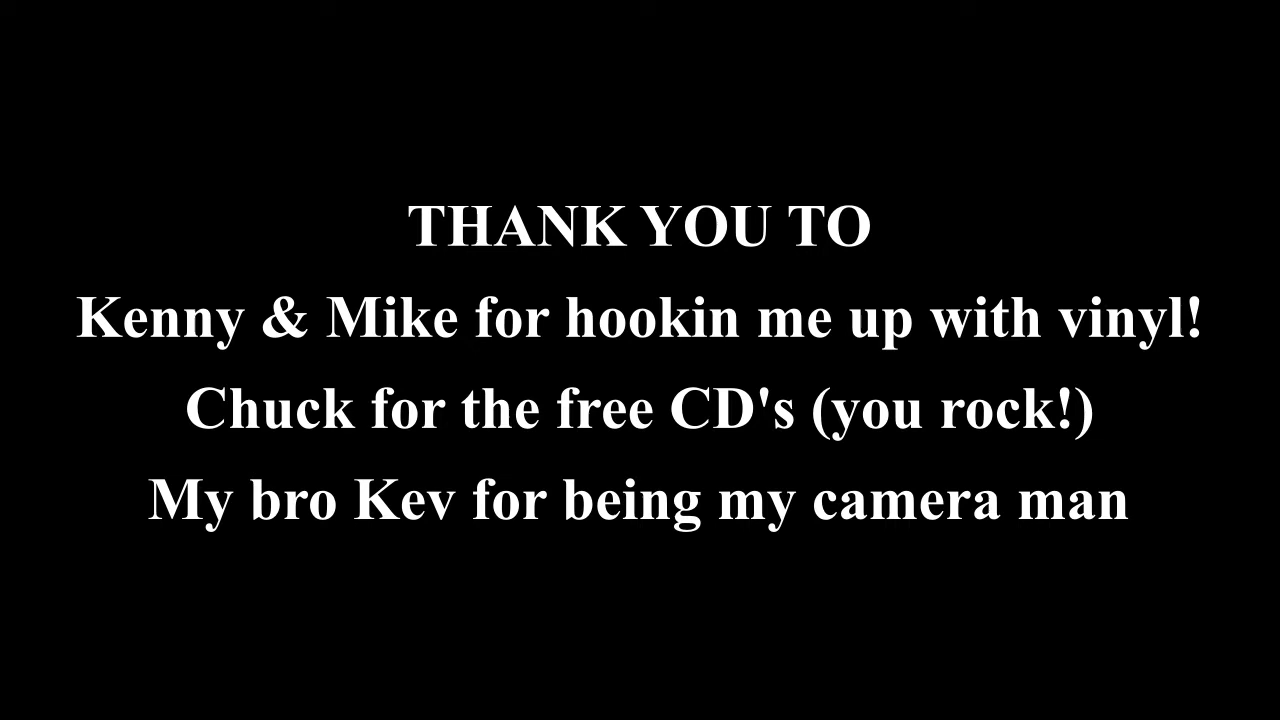 THANK YOU TO
Kenny & Mike for hookin me up with vinyl!
Chuck for the free CD's (you rock!)
My bro Kev for being my camera man